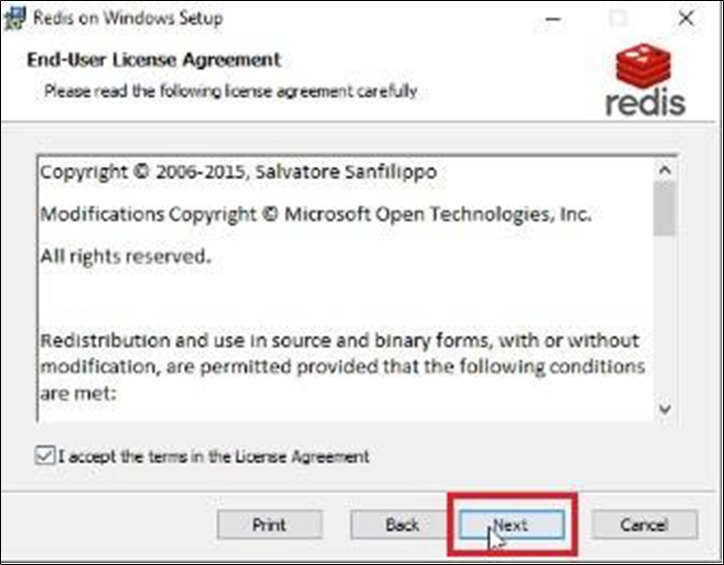 Redis on Windows Setup
End-User License Agreement
Please read the following license agreement carefully
redis
Copyright © 2006-2015, Salvatore Sanfilippo
Modifications Copyright © Microsoft Open Technologies, Inc.
All rights reserved.
Redistribution and use in source and binary forms, with or without
modification, are permitted provided that the following conditions
are met:
I accept the terms in the License Agreement
Print Back Next Cancel